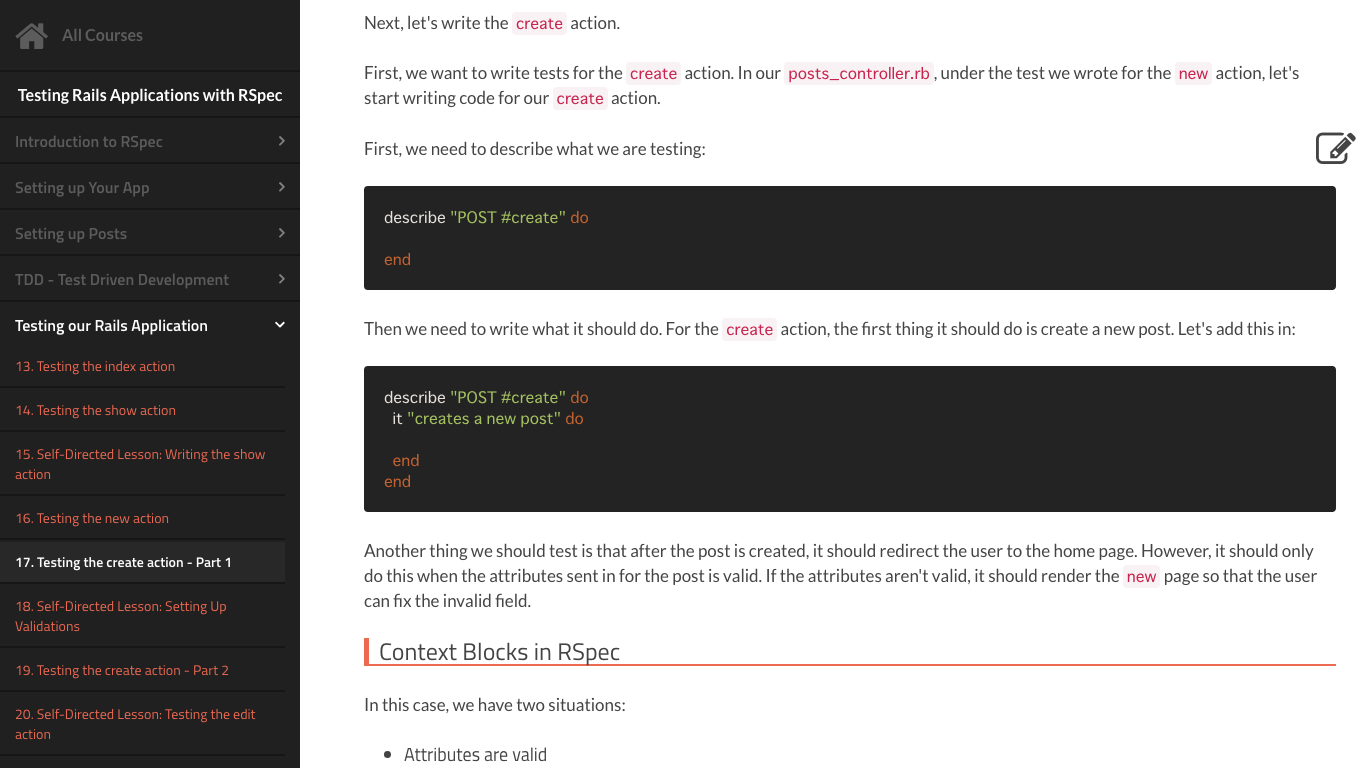 All Courses
Testing Rails Applications with RSpec
Introduction to RSpec
Setting up Your App
Setting up Posts
TDD - Test Driven Development
Testing our Rails Application
13. Testing the index action
14. Testing the show action
15. Self-Directed Lesson: Writing the show
action
16. Testing the new action
17. Testing the create action - Part 1
18. Self-Directed Lesson: Setting Up
Validations
19. Testing the create action - Part 2
20. Self-Directed Lesson: Testing the edit
action
Next, let's write the create action.
First, we want to write tests for the create action. In our posts_controller.rb, under the test we wrote for the new action, let's
start writing code for our create action.
First, we need to describe what we are testing:
describe "POST #create" do
end
Then we need to write what it should do. For the create action, the first thing it should do is create a new post. Let's add this in:
describe "POST #create" do
it "creates a new post" do
end
end
Another thing we should test is that after the post is created, it should redirect the user to the home page. However, it should only
do this when the attributes sent in for the post is valid. If the attributes aren't valid, it should render the new page so that the user
can fix the invalid field.
Context Blocks in RSpec
In this case, we have two situations:
• Attributes are valid